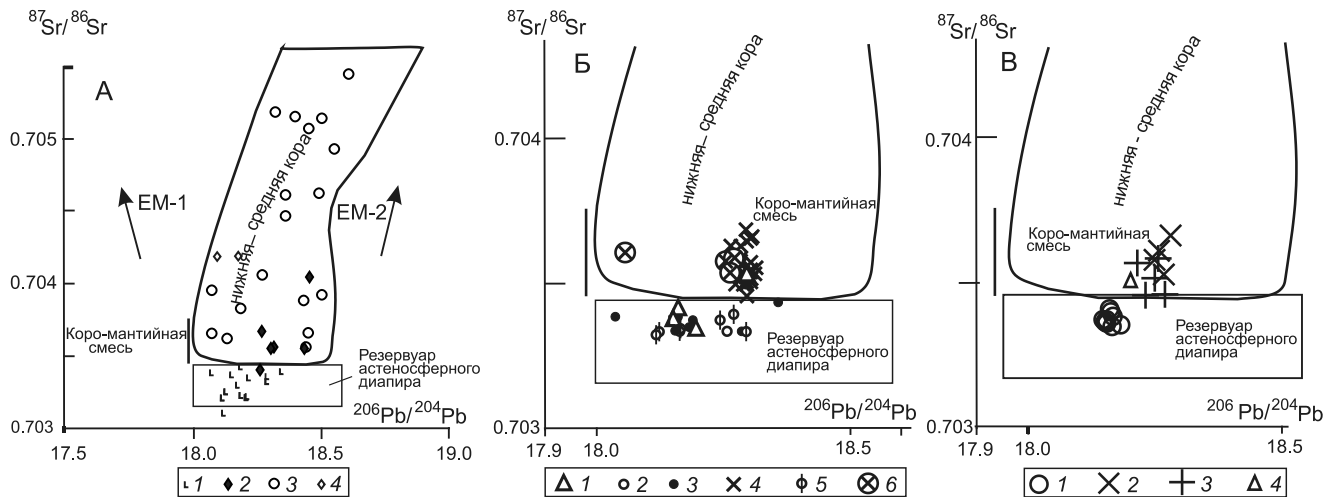 ⁸⁷Sr/⁸⁶Sr
А
0.705
0.704
0.703
ЕМ-1
ЕМ-2
нижняя– средняя кора
Коро-мантийная
смесь
Резервуар
астеносферного
диапира
²⁰⁶Pb/²⁰⁴Pb
17.5 18.0 18.5 19.0
1 2 3 4
⁸⁷Sr/⁸⁶Sr
Б
0.704
0.703
нижняя– средняя кора
Коро-мантийная
смесь
Резервуар
астеносферного
диапира
²⁰⁶Pb/²⁰⁴Pb
17.9 18.0 18.5
1 2 3 4 5 6
⁸⁷Sr/⁸⁶Sr
В
0.704
0.703
нижняя - средняя кора
Коро-мантийная
смесь
Резервуар
астеносферного
диапира
²⁰⁶Pb/²⁰⁴Pb
17.9 18.0 18.5
1 2 3 4